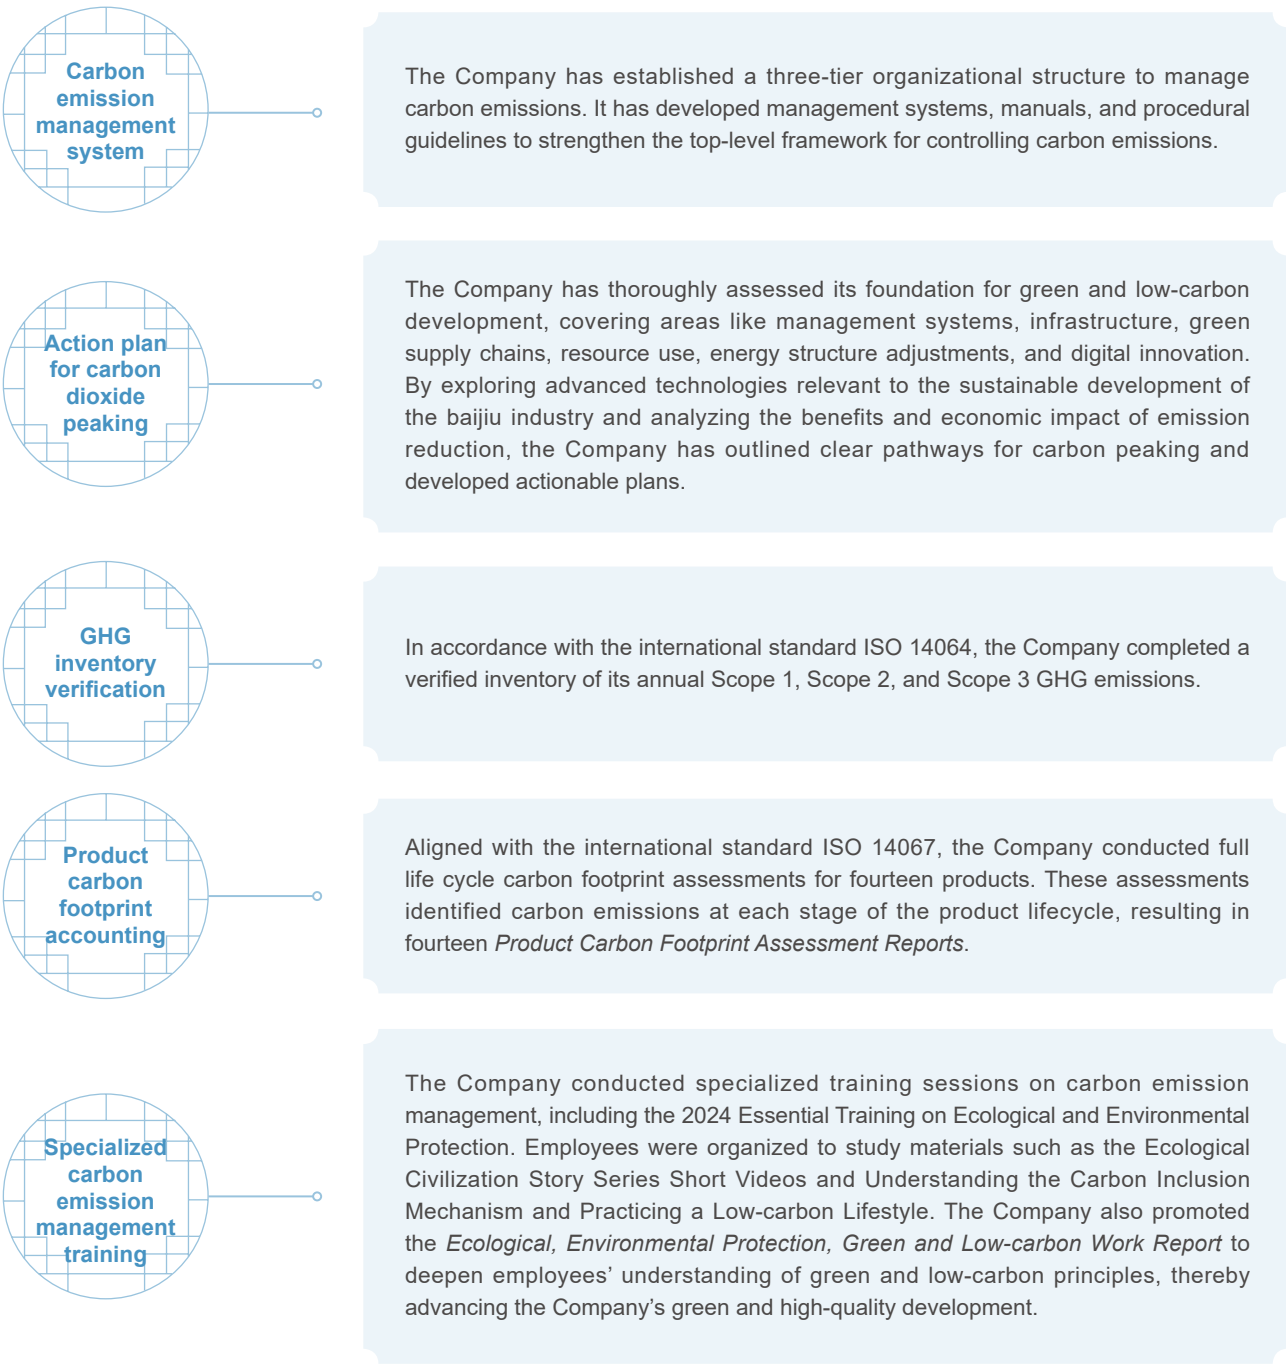 Carbon
emission
management
system
The Company has established a three-tier organizational structure to manage
carbon emissions. It has developed management systems, manuals, and procedural
guidelines to strengthen the top-level framework for controlling carbon emissions.
Action plan
for carbon
dioxide
peaking
The Company has thoroughly assessed its foundation for green and low-carbon
development, covering areas like management systems, infrastructure, green
supply chains, resource use, energy structure adjustments, and digital innovation.
By exploring advanced technologies relevant to the sustainable development of
the baijiu industry and analyzing the benefits and economic impact of emission
reduction, the Company has outlined clear pathways for carbon peaking and
developed actionable plans.
GHG
inventory
verification
In accordance with the international standard ISO 14064, the Company completed a
verified inventory of its annual Scope 1, Scope 2, and Scope 3 GHG emissions.
Product
carbon
footprint
accounting
Aligned with the international standard ISO 14067, the Company conducted full
life cycle carbon footprint assessments for fourteen products. These assessments
identified carbon emissions at each stage of the product lifecycle, resulting in
fourteen Product Carbon Footprint Assessment Reports.
Specialized
carbon
emission
management
training
The Company conducted specialized training sessions on carbon emission
management, including the 2024 Essential Training on Ecological and Environmental
Protection. Employees were organized to study materials such as the Ecological
Civilization Story Series Short Videos and Understanding the Carbon Inclusion
Mechanism and Practicing a Low-carbon Lifestyle. The Company also promoted
the Ecological, Environmental Protection, Green and Low-carbon Work Report to
deepen employees’ understanding of green and low-carbon principles, thereby
advancing the Company’s green and high-quality development.